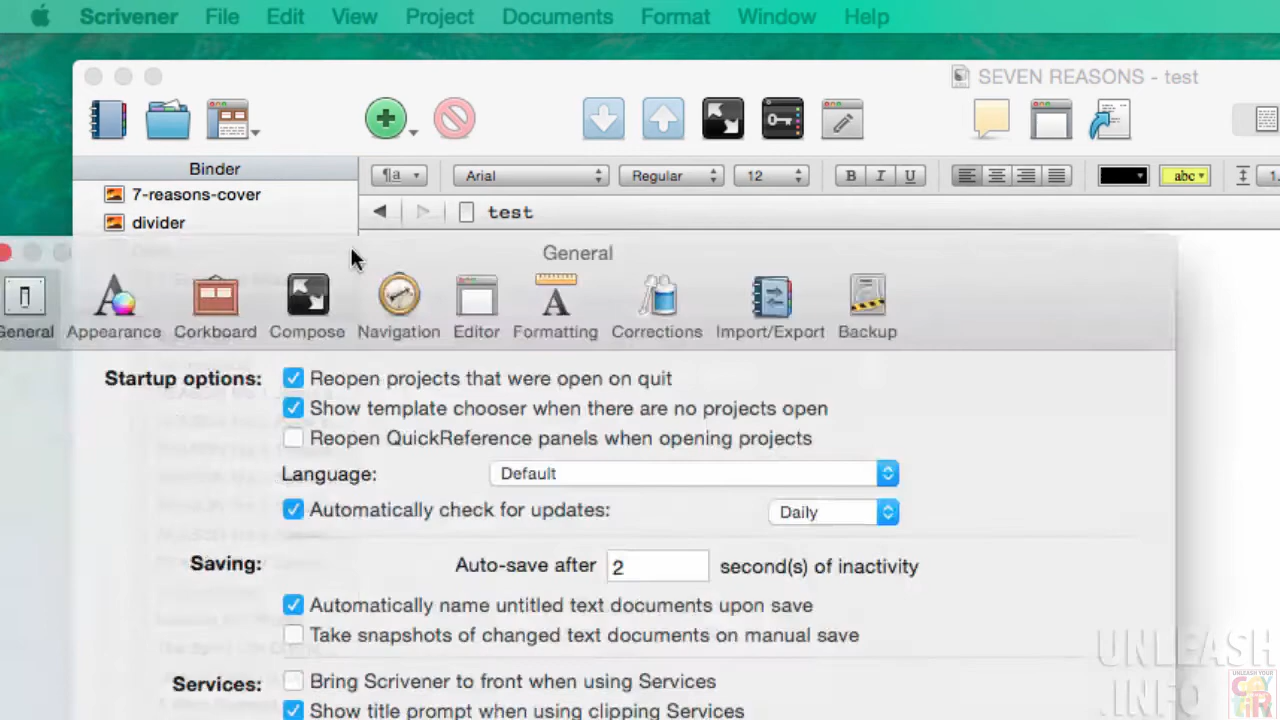 Scrivener File Edit View Project Documents Format Window Help
SEVEN REASONS - test
Binder
¶a Arial Regular 12 B I U abc 1.
7-reasons-cover
test
divider
General
General Appearance Corkboard Compose Navigation Editor Formatting Corrections Import/Export Backup
Startup options: Reopen projects that were open on quit
Show template chooser when there are no projects open
Reopen QuickReference panels when opening projects
Language: Default
Automatically check for updates: Daily
Saving: Auto-save after 2 second(s) of inactivity
Automatically name untitled text documents upon save
Take snapshots of changed text documents on manual save
Services: Bring Scrivener to front when using Services
Show title prompt when using clipping Services
UNLEASH
.INFO
UNLEASH YOUR